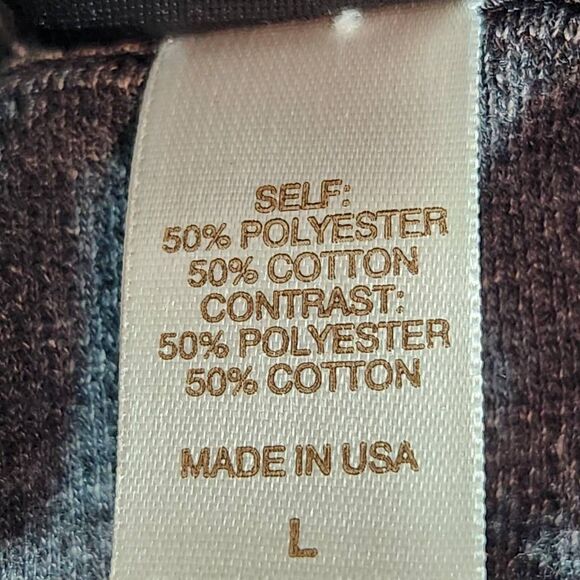 SELF:
50% POLYESTER
50% COTTON
CONTRAST:
50% POLYESTER
50% COTTON
MADE IN USA
L